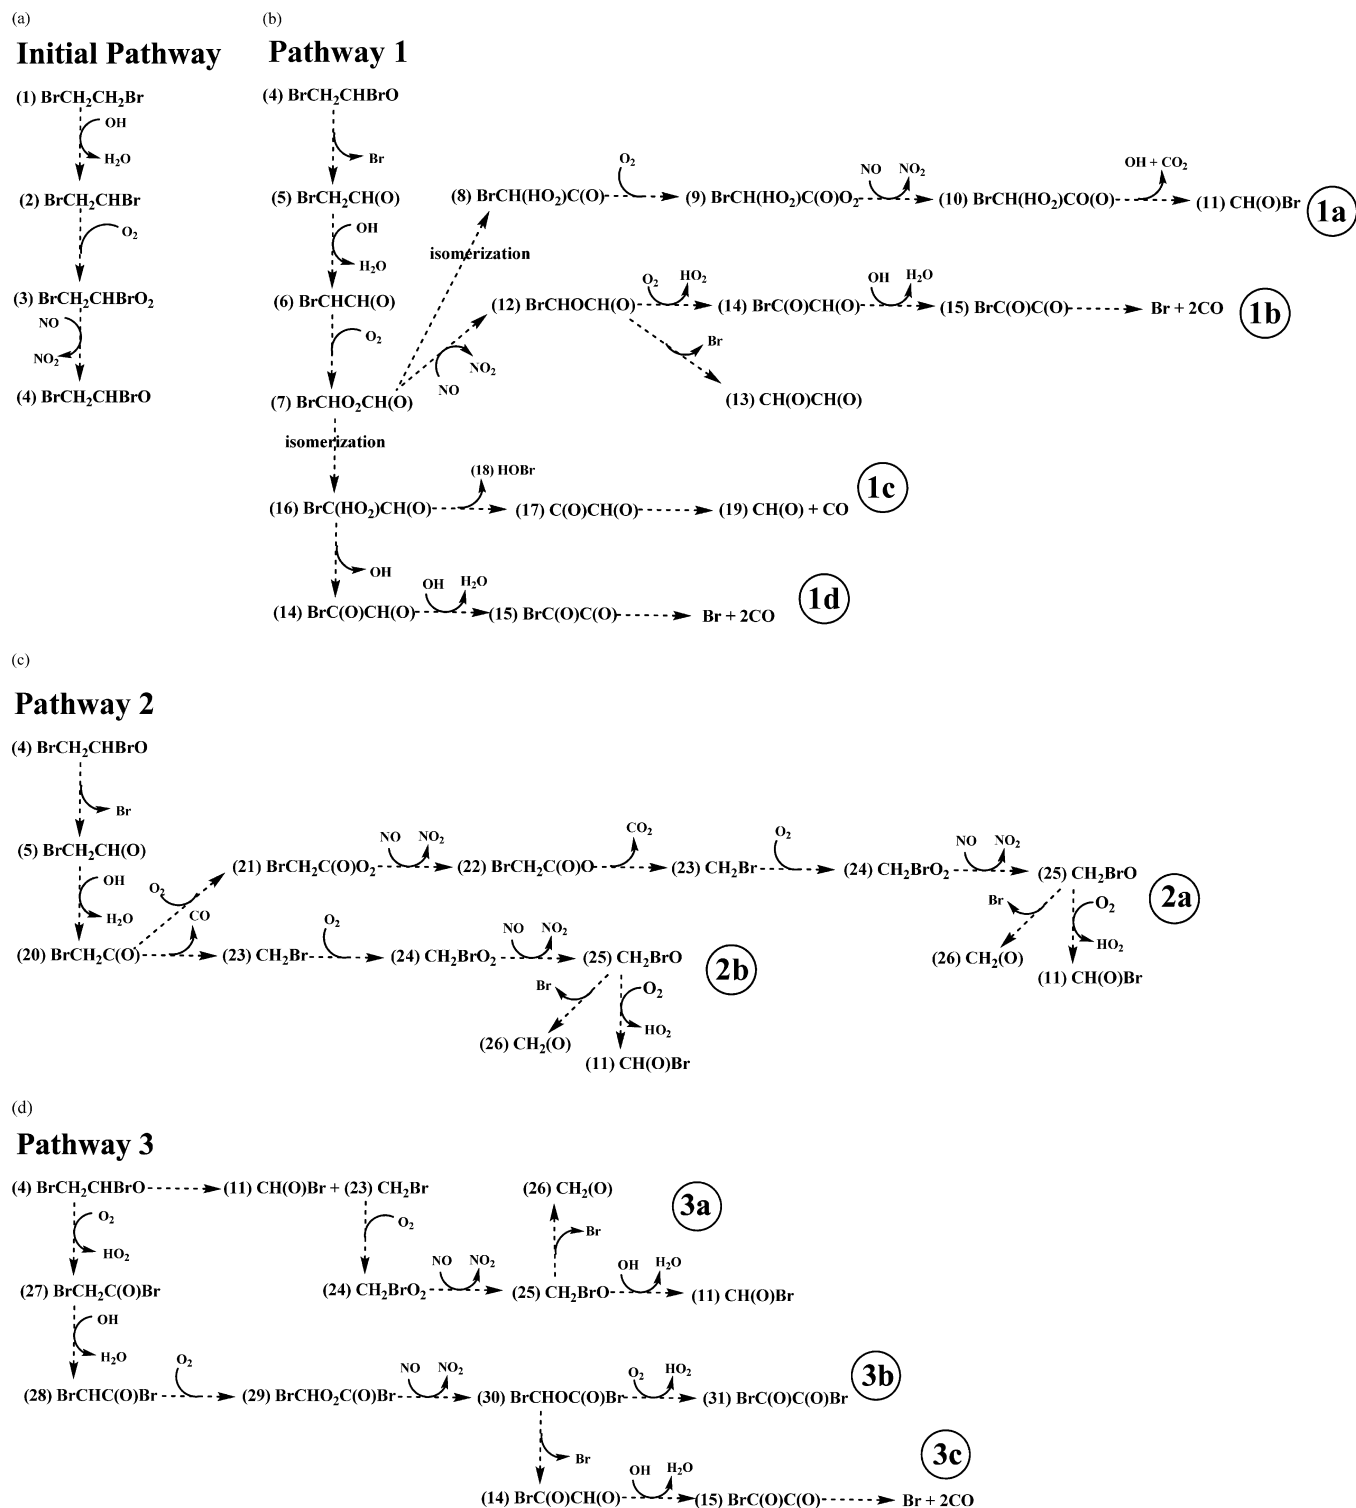 (a)
Initial Pathway
(1) BrCH₂CH₂Br
OH
H₂O
(2) BrCH₂CHBr
O₂
(3) BrCH₂CHBrO₂
NO
NO₂
(4) BrCH₂CHBrO
(b)
Pathway 1
(4) BrCH₂CHBrO
Br
(5) BrCH₂CH(O)
OH
H₂O
(6) BrCHCH(O)
O₂
(7) BrCHO₂CH(O)
isomerization
(8) BrCH(HO₂)C(O)
O₂
(9) BrCH(HO₂)C(O)O₂
NO
NO₂
(10) BrCH(HO₂)CO(O)
OH + CO₂
(11) CH(O)Br
1a
NO
NO₂
(12) BrCHOCH(O)
O₂
HO₂
(14) BrC(O)CH(O)
OH
H₂O
(15) BrC(O)C(O)
Br + 2CO
1b
Br
(13) CH(O)CH(O)
isomerization
(16) BrC(HO₂)CH(O)
(18) HOBr
(17) C(O)CH(O)
(19) CH(O) + CO
1c
OH
(14) BrC(O)CH(O)
OH
H₂O
(15) BrC(O)C(O)
Br + 2CO
1d
(c)
Pathway 2
(4) BrCH₂CHBrO
Br
(5) BrCH₂CH(O)
OH
H₂O
(20) BrCH₂C(O)
O₂
(21) BrCH₂C(O)O₂
NO
NO₂
(22) BrCH₂C(O)O
CO₂
(23) CH₂Br
O₂
(24) CH₂BrO₂
NO
NO₂
(25) CH₂BrO
Br
(26) CH₂(O)
O₂
HO₂
(11) CH(O)Br
2a
CO
(23) CH₂Br
O₂
(24) CH₂BrO₂
NO
NO₂
(25) CH₂BrO
Br
(26) CH₂(O)
O₂
HO₂
(11) CH(O)Br
2b
(d)
Pathway 3
(4) BrCH₂CHBrO
(11) CH(O)Br + (23) CH₂Br
O₂
(24) CH₂BrO₂
NO
NO₂
(25) CH₂BrO
Br
(26) CH₂(O)
OH
H₂O
(11) CH(O)Br
3a
O₂
HO₂
(27) BrCH₂C(O)Br
OH
H₂O
(28) BrCHC(O)Br
O₂
(29) BrCHO₂C(O)Br
NO
NO₂
(30) BrCHOC(O)Br
O₂
HO₂
(31) BrC(O)C(O)Br
3b
Br
(14) BrC(O)CH(O)
OH
H₂O
(15) BrC(O)C(O)
Br + 2CO
3c